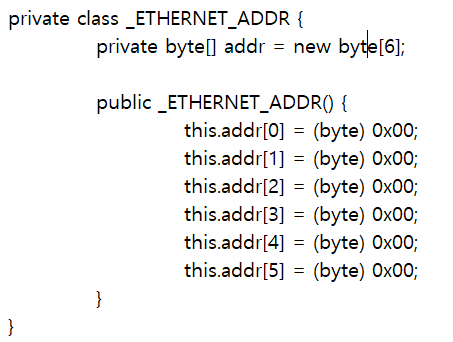 private class _ETHERNET_ADDR {
private byte[] addr = new byte[6];
public _ETHERNET_ADDR() {
this.addr[0] = (byte) 0x00;
this.addr[1] = (byte) 0x00;
this.addr[2] = (byte) 0x00;
this.addr[3] = (byte) 0x00;
this.addr[4] = (byte) 0x00;
this.addr[5] = (byte) 0x00;
}
}